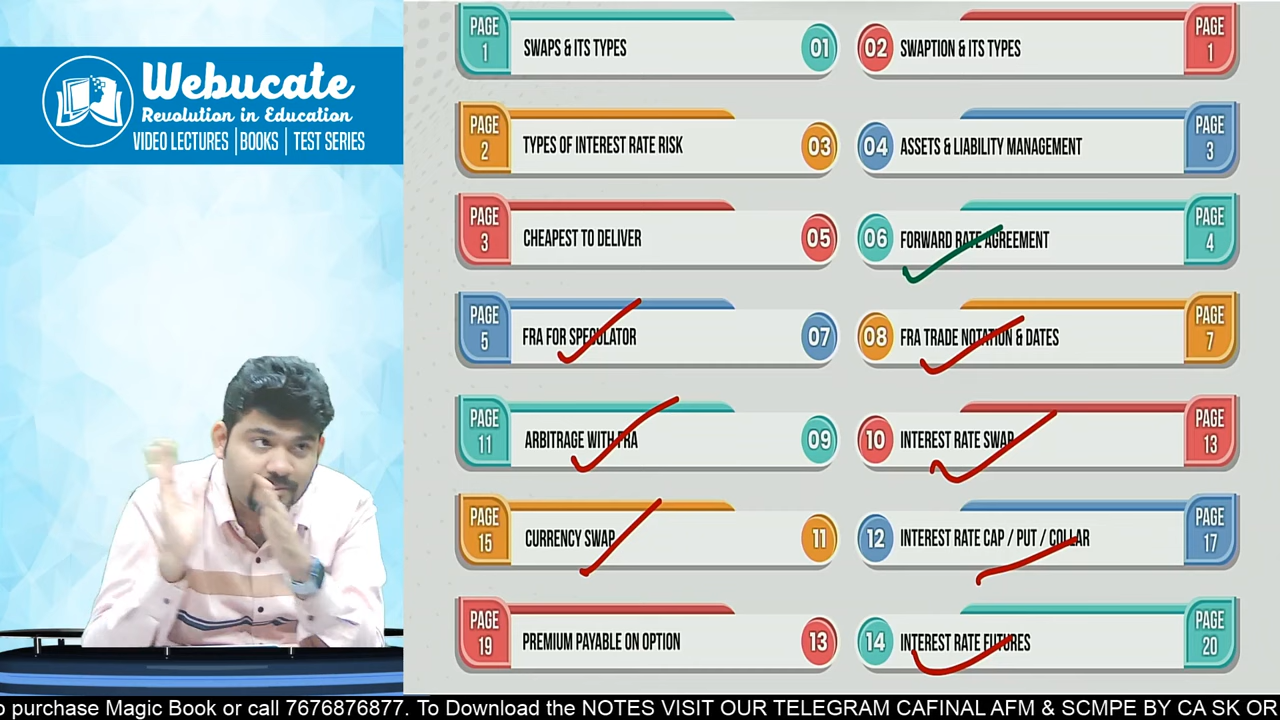 Webucate
Revolution in Education
VIDEO LECTURES | BOOKS | TEST SERIES
PAGE 1 SWAPS & ITS TYPES 01
02 SWAPTION & ITS TYPES PAGE 1
PAGE 2 TYPES OF INTEREST RATE RISK 03
04 ASSETS & LIABILITY MANAGEMENT PAGE 3
PAGE 3 CHEAPEST TO DELIVER 05
06 FORWARD RATE AGREEMENT PAGE 4
PAGE 5 FRA FOR SPECULATOR 07
08 FRA TRADE NOTATION & DATES PAGE 7
PAGE 11 ARBITRAGE WITH FRA 09
10 INTEREST RATE SWAP PAGE 13
PAGE 15 CURRENCY SWAP 11
12 INTEREST RATE CAP / PUT / COLLAR PAGE 17
PAGE 19 PREMIUM PAYABLE ON OPTION 13
14 INTEREST RATE FUTURES PAGE 20
o purchase Magic Book or call 7676876877. To Download the NOTES VISIT OUR TELEGRAM CAFINAL AFM & SCMPE BY CA SK OR